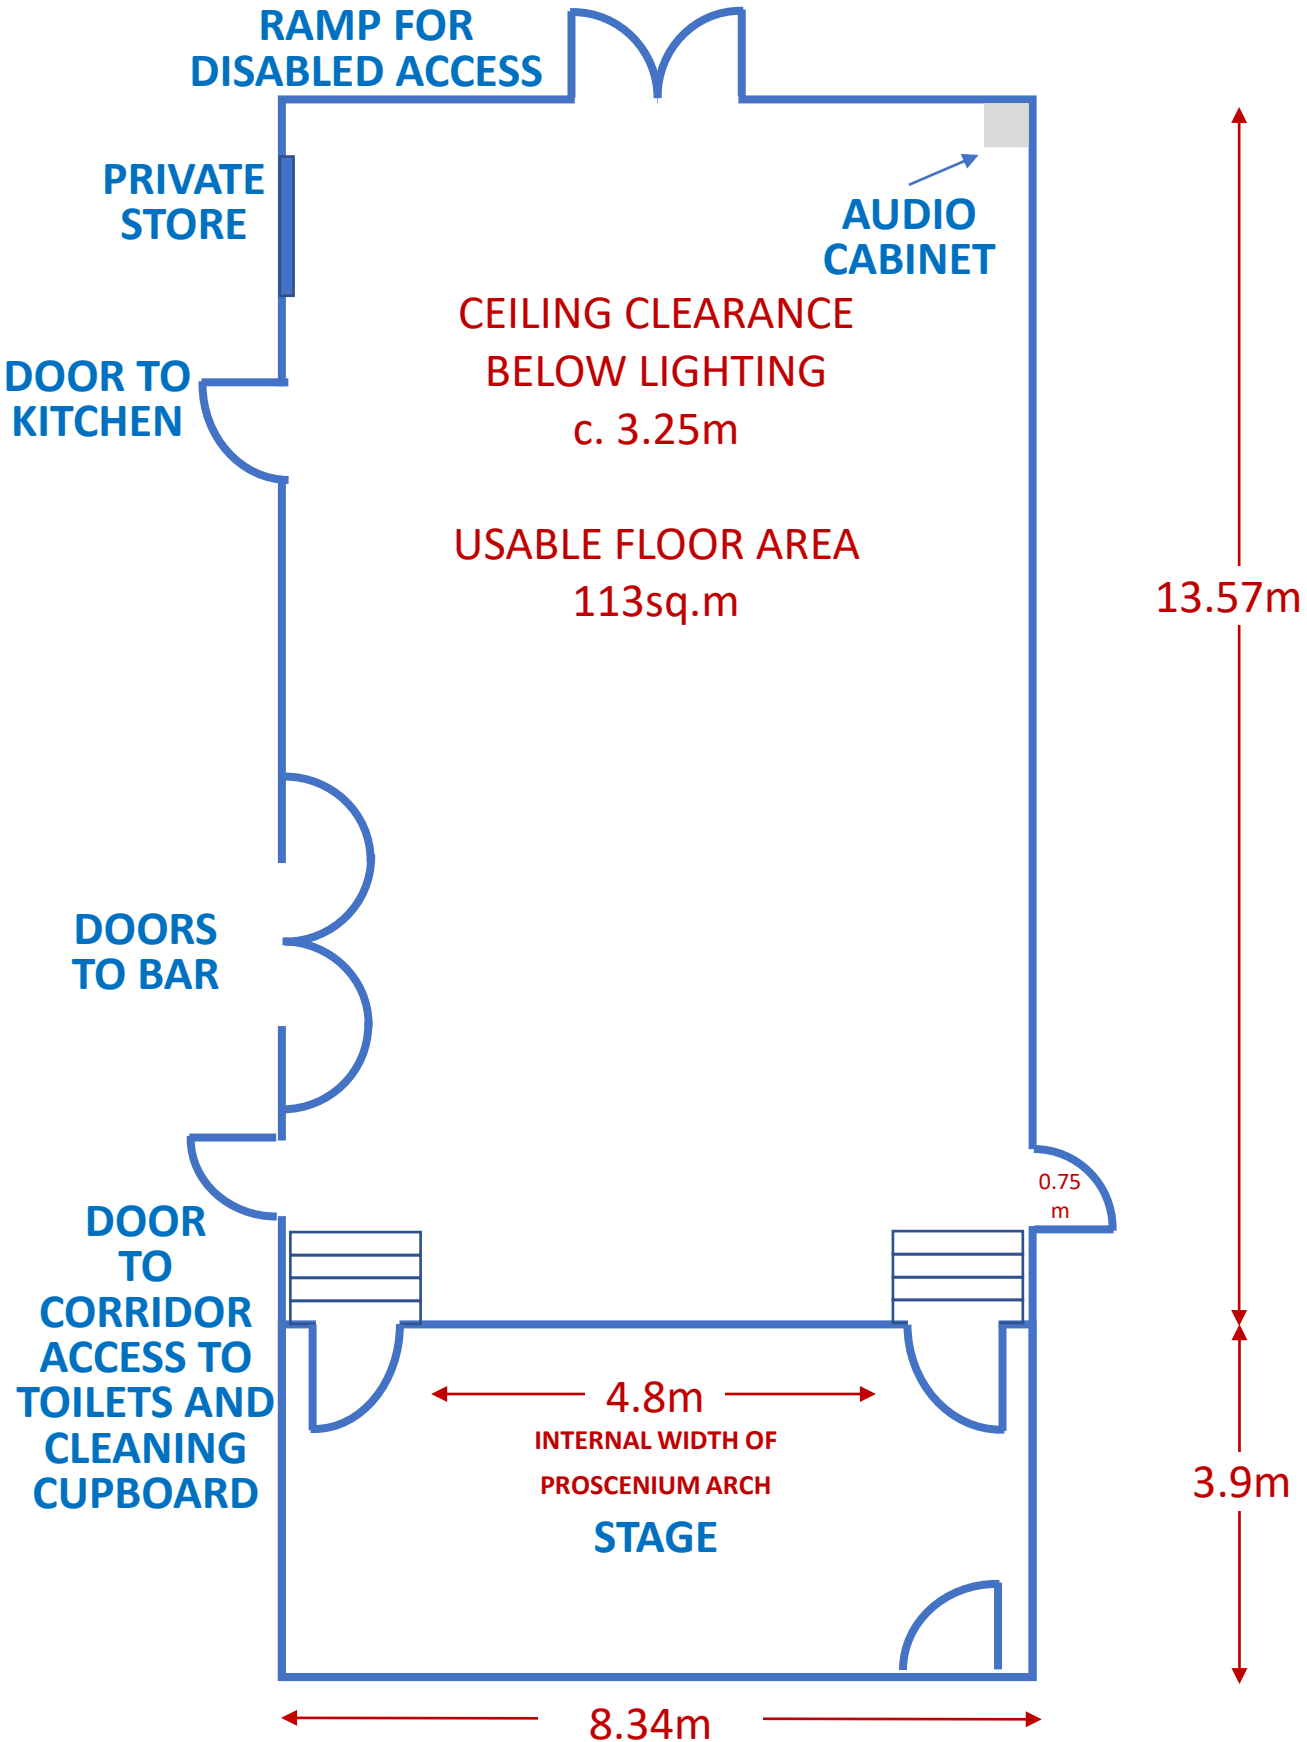 RAMP FOR
DISABLED ACCESS
PRIVATE
STORE
AUDIO
CABINET
CEILING CLEARANCE
BELOW LIGHTING
c. 3.25m
DOOR TO
KITCHEN
USABLE FLOOR AREA
113sq.m
13.57m
DOORS
TO BAR
0.75
m
DOOR
TO
CORRIDOR
ACCESS TO
TOILETS AND
CLEANING
CUPBOARD
4.8m
INTERNAL WIDTH OF
PROSCENIUM ARCH
STAGE
3.9m
8.34m